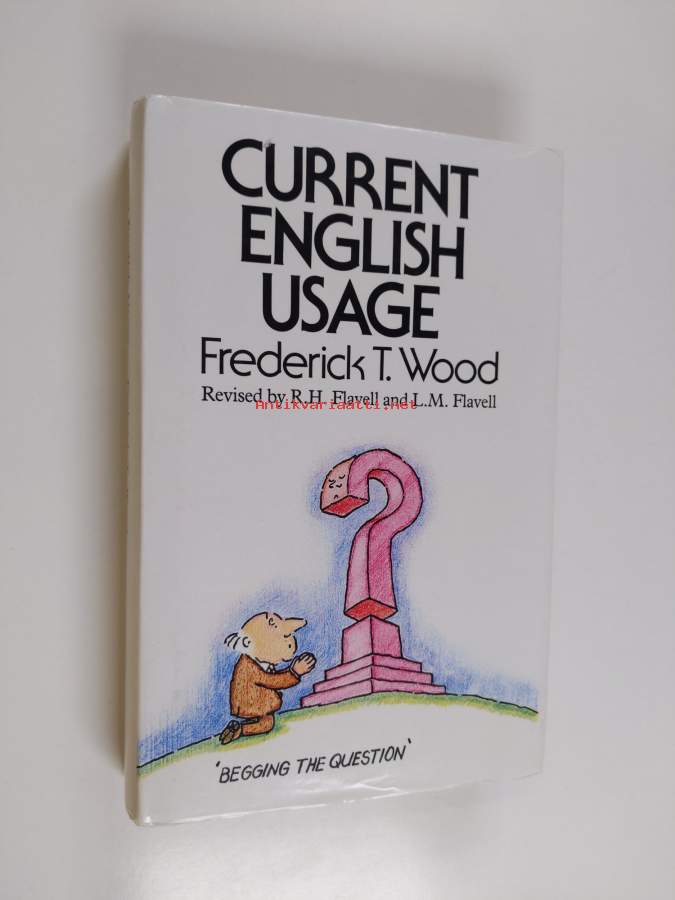 CURRENT
ENGLISH
USAGE
Frederick T. Wood
Revised by R.H. Flavell and L.M. Flavell
Antikvariaatti.net
'BEGGING THE QUESTION'